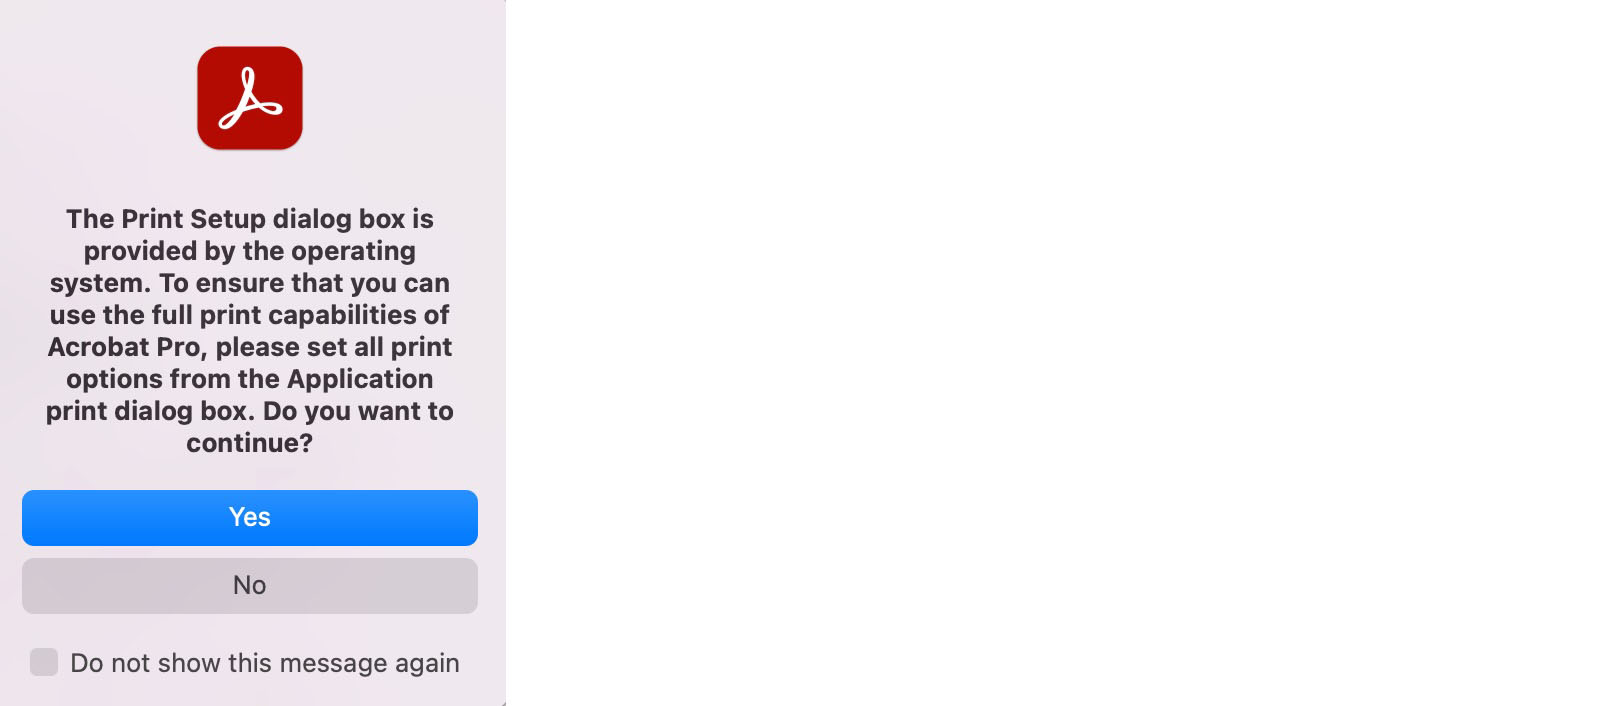 The Print Setup dialog box is
provided by the operating
system. To ensure that you can
use the full print capabilities of
Acrobat Pro, please set all print
options from the Application
print dialog box. Do you want to
continue?
Yes
No
Do not show this message again